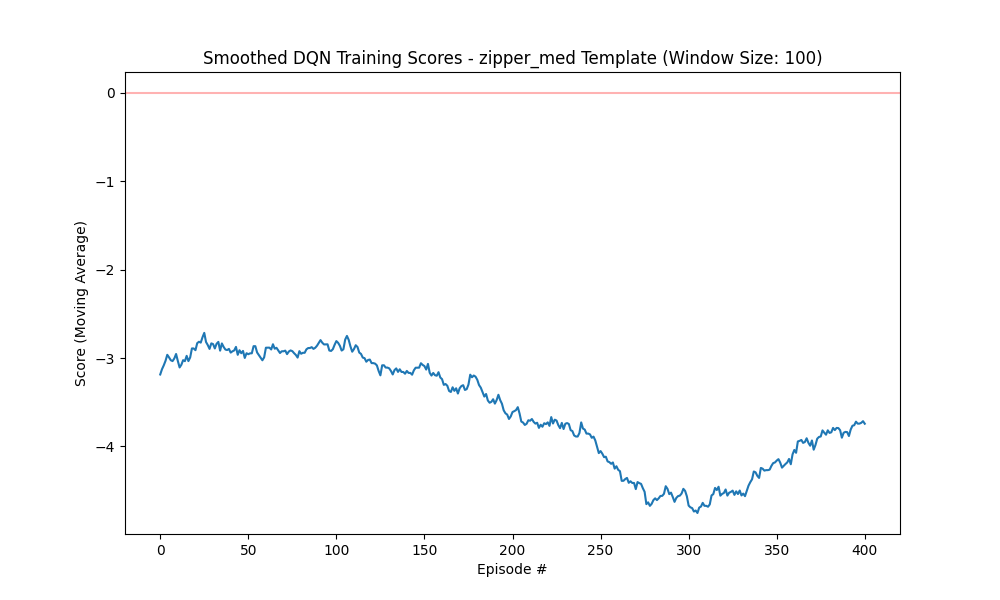 Smoothed DQN Training Scores - zipper_med Template (Window Size: 100)
0
−1
−2
−3
−4
Score (Moving Average)
0 50 100 150 200 250 300 350 400
Episode #